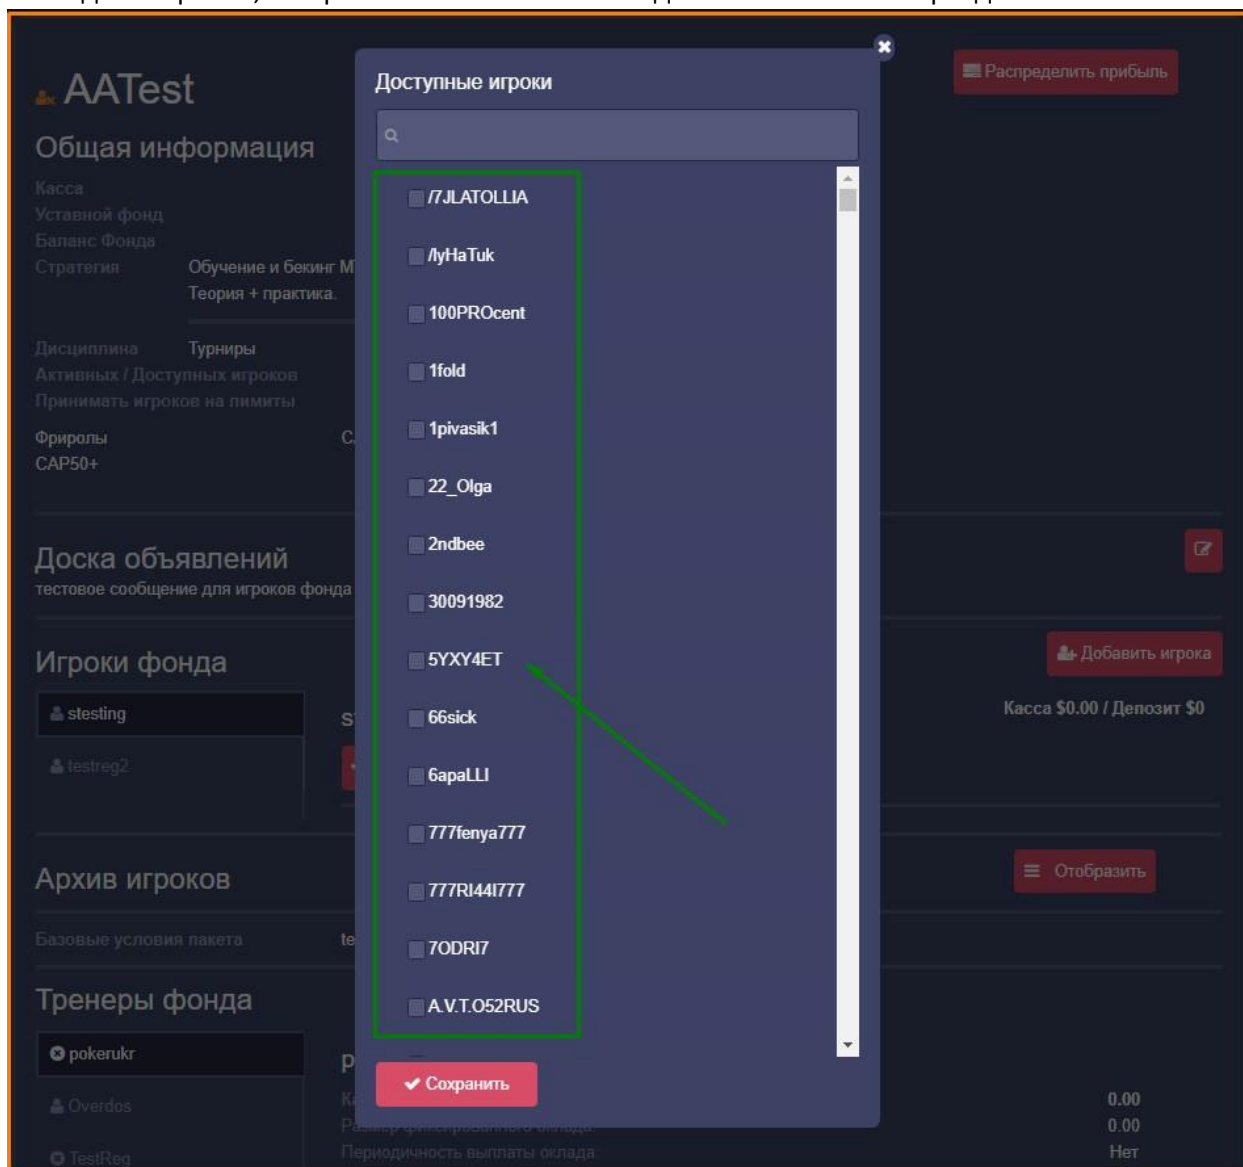 AATest
Распределить прибыль
Общая информация
Касса
Уставной фонд
Баланс Фонда
Стратегия Обучение и бекинг
Теория + практика.
Дисциплина Турниры
Активных / Доступных игроков
Принимать игроков на лимиты
Фриролы
CAP50+
Доска объявлений
тестовое сообщение для игроков фонда
Игроки фонда
Добавить игрока
stesting
Касса $0.00 / Депозит $0
testreg2
Архив игроков
Отобразить
Базовые условия пакета
Тренеры фонда
pokerukr
Overdos
0.00
0.00
TestReg
Периодичность выплаты оклада:
Нет
Доступные игроки
/7JLATOLLIA
/lyHaTuk
100PROcent
1fold
1pivasik1
22_Olga
2ndbee
30091982
5YXY4ET
66sick
6apaLLI
777fenya777
777RI44I777
7ODRI7
A.V.T.O52RUS
Сохранить